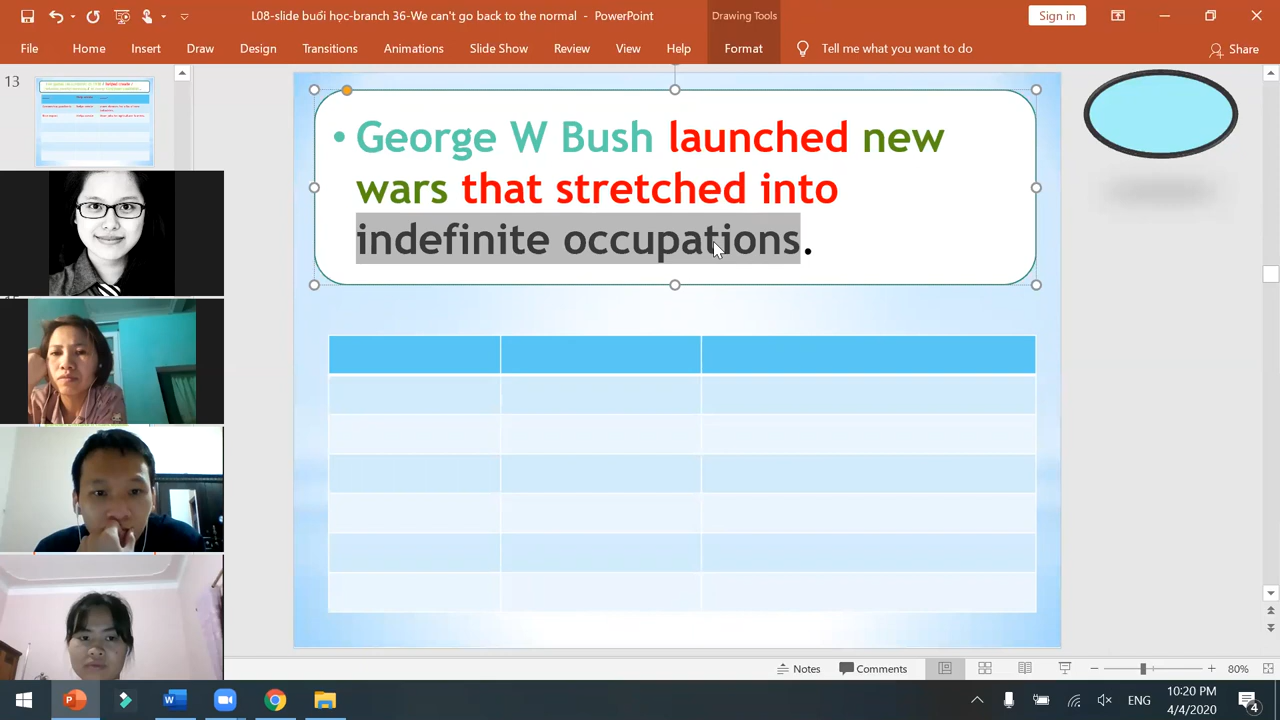 L08-slide buổi học-branch 36-We can't go back to the normal - PowerPoint
Drawing Tools
Sign in
File
Home
Insert
Draw
Design
Transitions
Animations
Slide Show
Review
View
Help
Format
Tell me what you want to do
Share
13
• George W Bush launched new
wars that stretched into
indefinite occupations.
Notes
Comments
80%
ENG
10:20 PM
4/4/2020
4